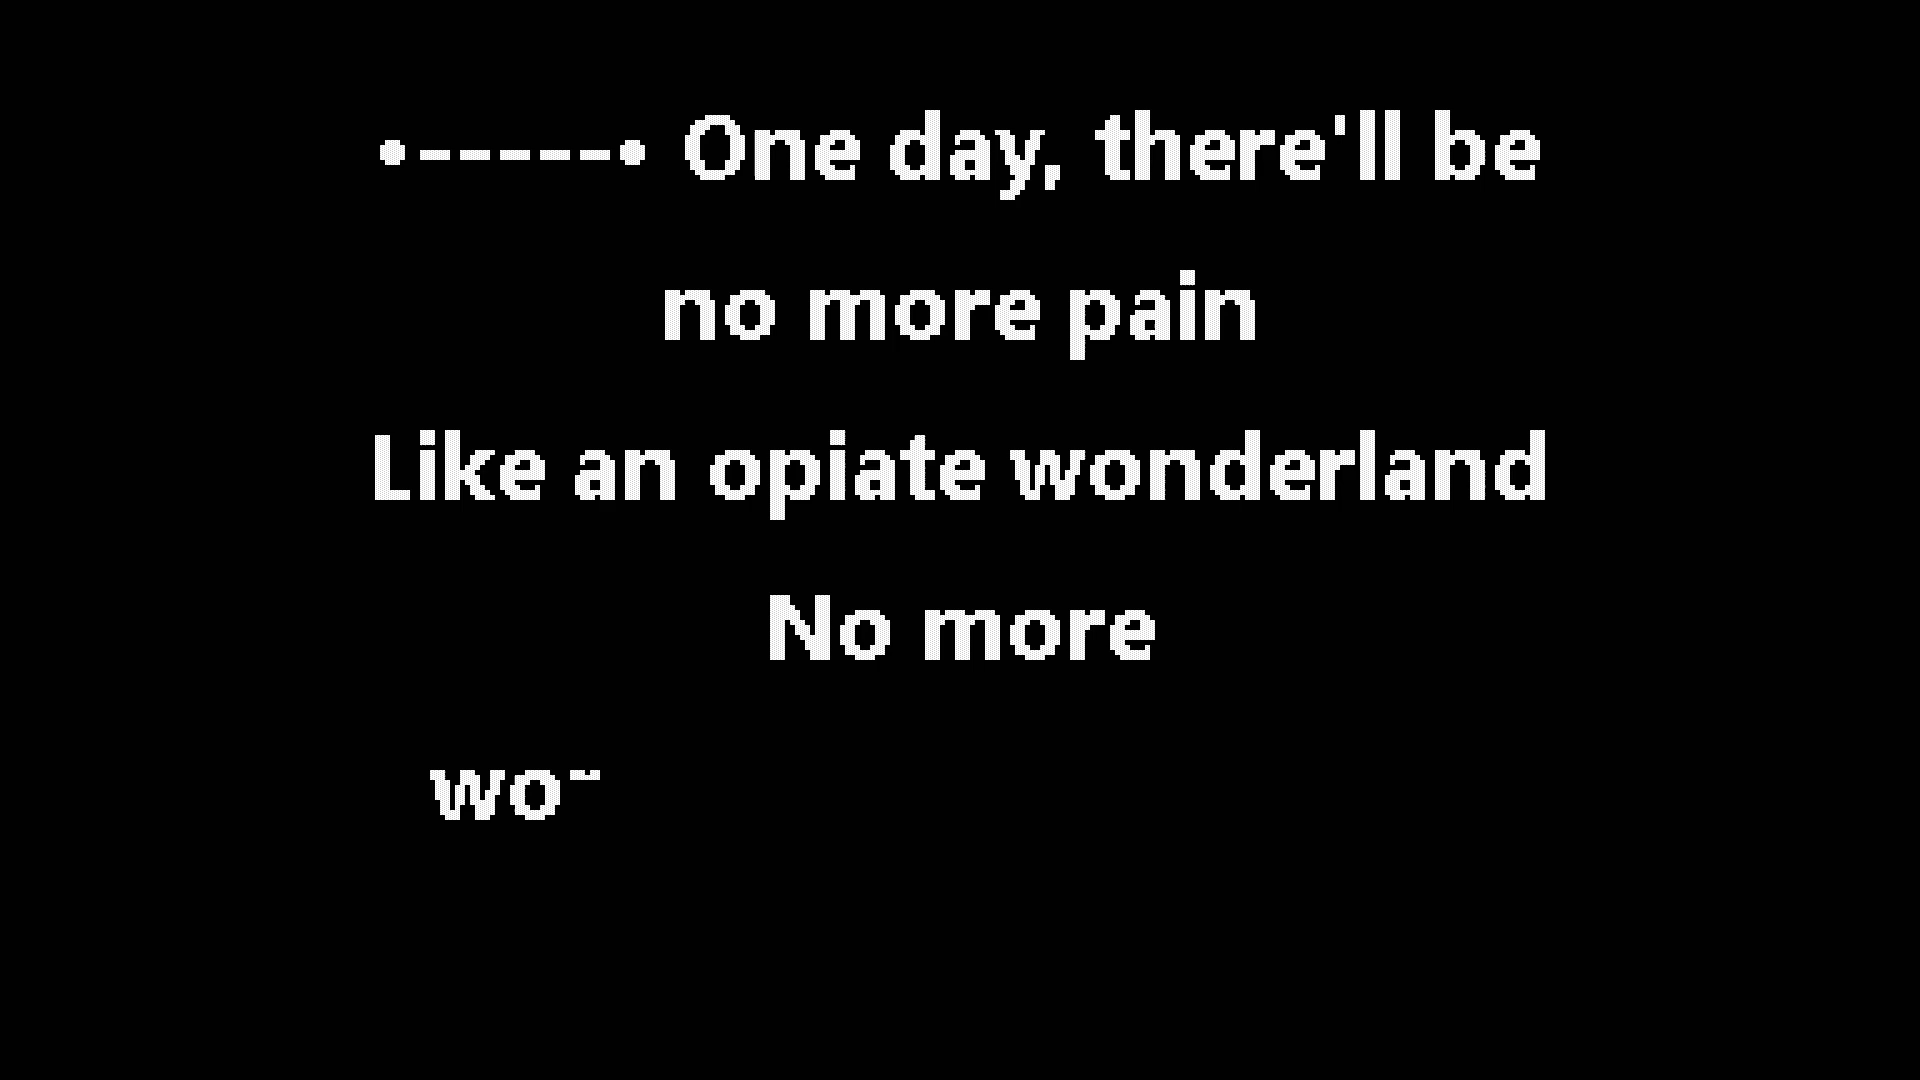 •-----• One day, there'll be
no more pain
Like an opiate wonderland
No more
wo